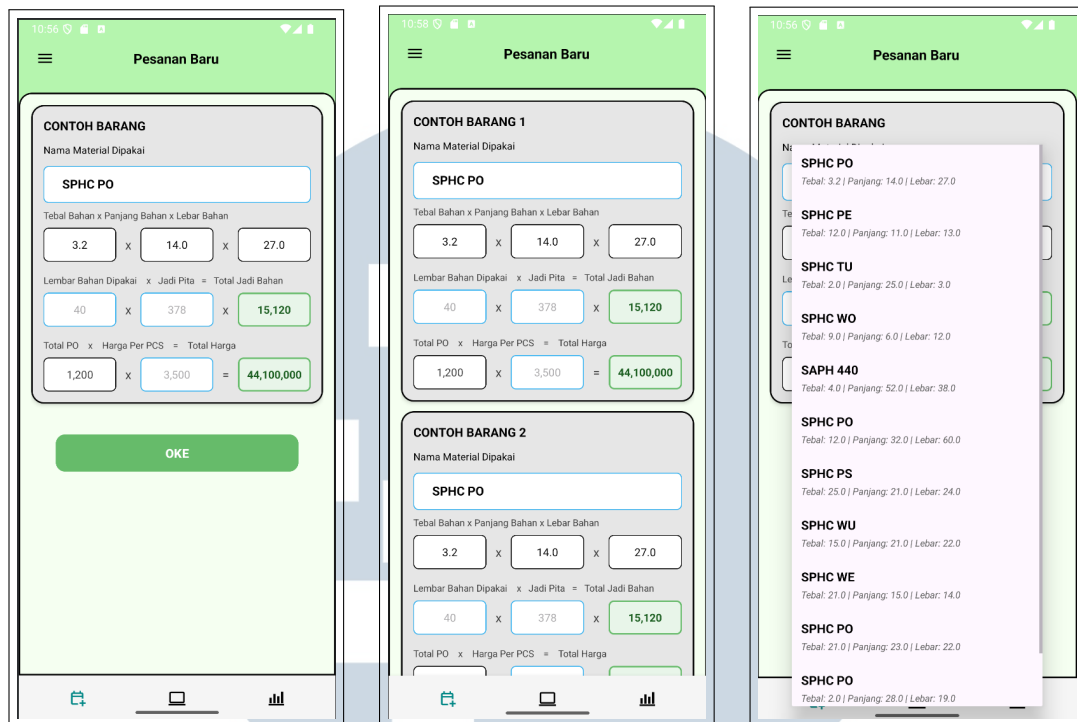 10:56
Pesanan Baru
CONTOH BARANG
Nama Material Dipakai
SPHC PO
Tebal Bahan x Panjang Bahan x Lebar Bahan
3.2 x 14.0 x 27.0
Lembar Bahan Dipakai x Jadi Pita = Total Jadi Bahan
40 x 378 x 15,120
Total PO x Harga Per PCS = Total Harga
1,200 x 3,500 = 44,100,000
OKE
10:58
Pesanan Baru
CONTOH BARANG 1
Nama Material Dipakai
SPHC PO
Tebal Bahan x Panjang Bahan x Lebar Bahan
3.2 x 14.0 x 27.0
Lembar Bahan Dipakai x Jadi Pita = Total Jadi Bahan
40 x 378 x 15,120
Total PO x Harga Per PCS = Total Harga
1,200 x 3,500 = 44,100,000
CONTOH BARANG 2
Nama Material Dipakai
SPHC PO
Tebal Bahan x Panjang Bahan x Lebar Bahan
3.2 x 14.0 x 27.0
Lembar Bahan Dipakai x Jadi Pita = Total Jadi Bahan
40 x 378 x 15,120
Total PO x Harga Per PCS = Total Harga
10:56
Pesanan Baru
CONTOH BARANG
SPHC PO
Tebal: 3.2 | Panjang: 14.0 | Lebar: 27.0
SPHC PE
Tebal: 12.0 | Panjang: 11.0 | Lebar: 13.0
SPHC TU
Tebal: 2.0 | Panjang: 25.0 | Lebar: 3.0
SPHC WO
Tebal: 9.0 | Panjang: 6.0 | Lebar: 12.0
SAPH 440
Tebal: 4.0 | Panjang: 52.0 | Lebar: 38.0
SPHC PO
Tebal: 12.0 | Panjang: 32.0 | Lebar: 60.0
SPHC PS
Tebal: 25.0 | Panjang: 21.0 | Lebar: 24.0
SPHC WU
Tebal: 15.0 | Panjang: 21.0 | Lebar: 22.0
SPHC WE
Tebal: 21.0 | Panjang: 15.0 | Lebar: 14.0
SPHC PO
Tebal: 21.0 | Panjang: 23.0 | Lebar: 22.0
SPHC PO
Tebal: 2.0 | Panjang: 28.0 | Lebar: 19.0